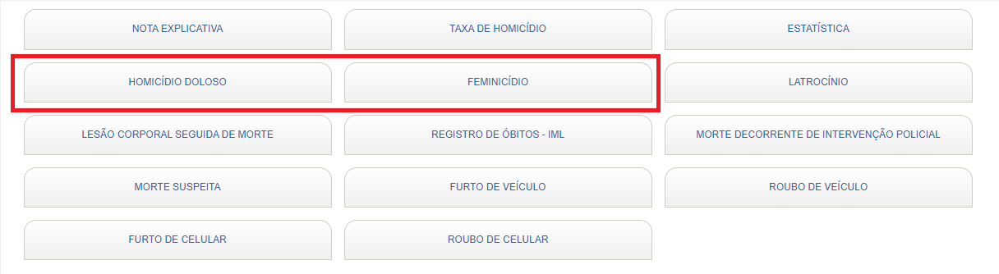 NOTA EXPLICATIVA
TAXA DE HOMICÍDIO
ESTATÍSTICA
HOMICÍDIO DOLOSO
FEMINICÍDIO
LATROCÍNIO
LESÃO CORPORAL SEGUIDA DE MORTE
REGISTRO DE ÓBITOS - IML
MORTE DECORRENTE DE INTERVENÇÃO POLICIAL
MORTE SUSPEITA
FURTO DE VEÍCULO
ROUBO DE VEÍCULO
FURTO DE CELULAR
ROUBO DE CELULAR